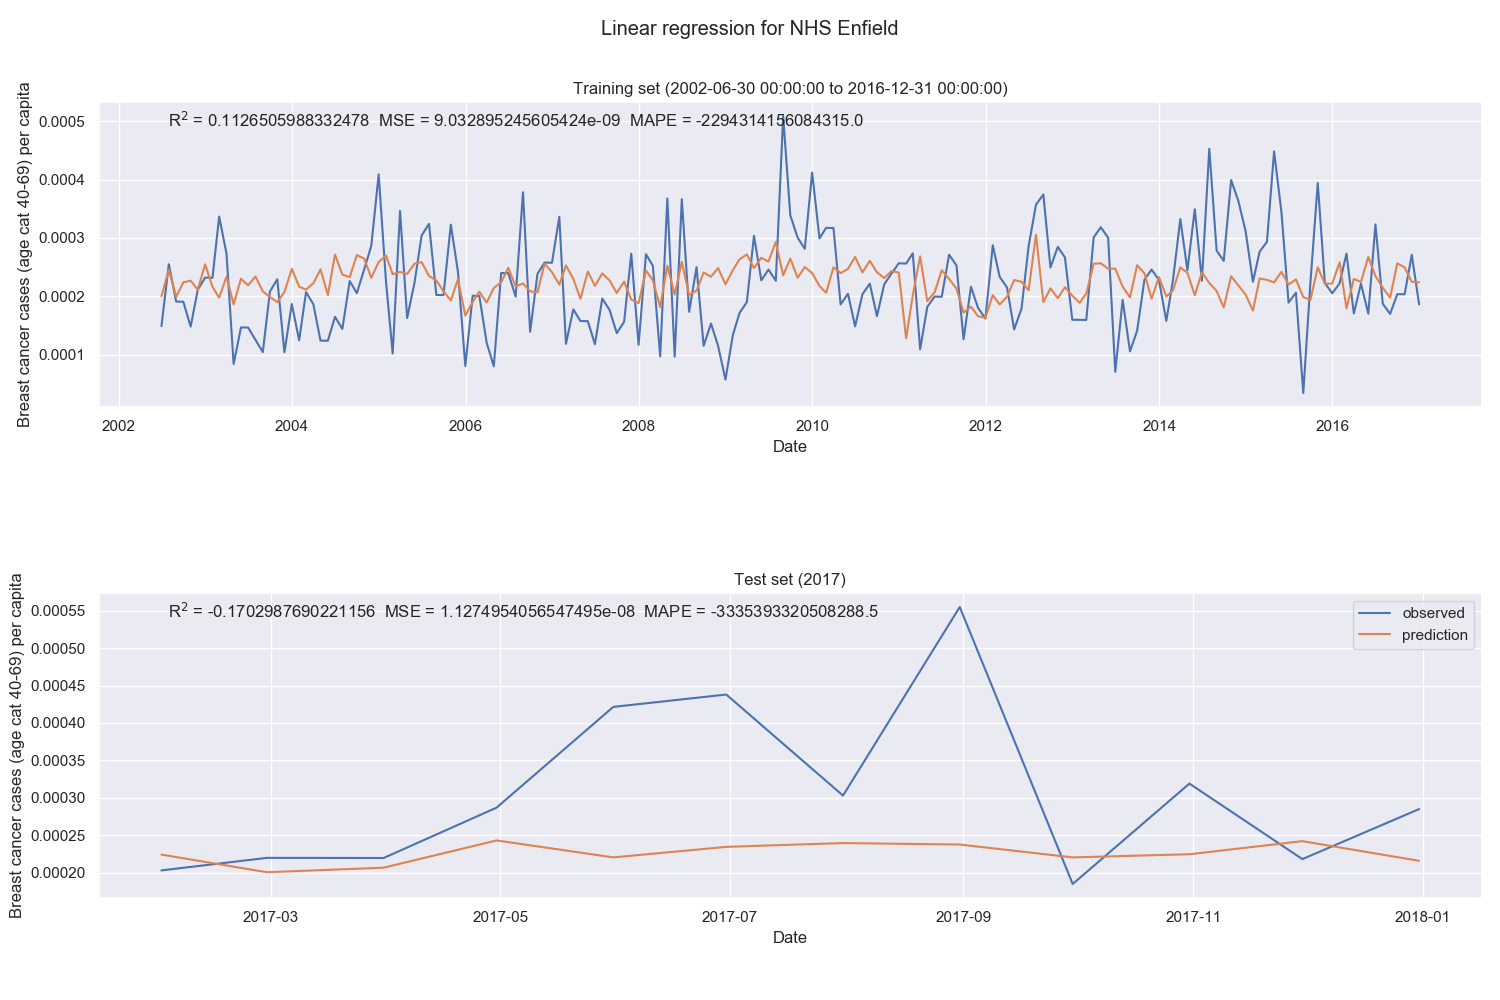 Linear regression for NHS Enfield
Training set (2002-06-30 00:00:00 to 2016-12-31 00:00:00)
R² = 0.1126505988332478 MSE = 9.032895245605424e-09 MAPE = -2294314156084315.0
Breast cancer cases (age cat 40-69) per capita
0.0005
0.0004
0.0003
0.0002
0.0001
2002 2004 2006 2008 2010 2012 2014 2016
Date
Test set (2017)
R² = -0.1702987690221156 MSE = 1.1274954056547495e-08 MAPE = -3335393320508288.5
observed
prediction
Breast cancer cases (age cat 40-69) per capita
0.00055
0.00050
0.00045
0.00040
0.00035
0.00030
0.00025
0.00020
2017-03 2017-05 2017-07 2017-09 2017-11 2018-01
Date